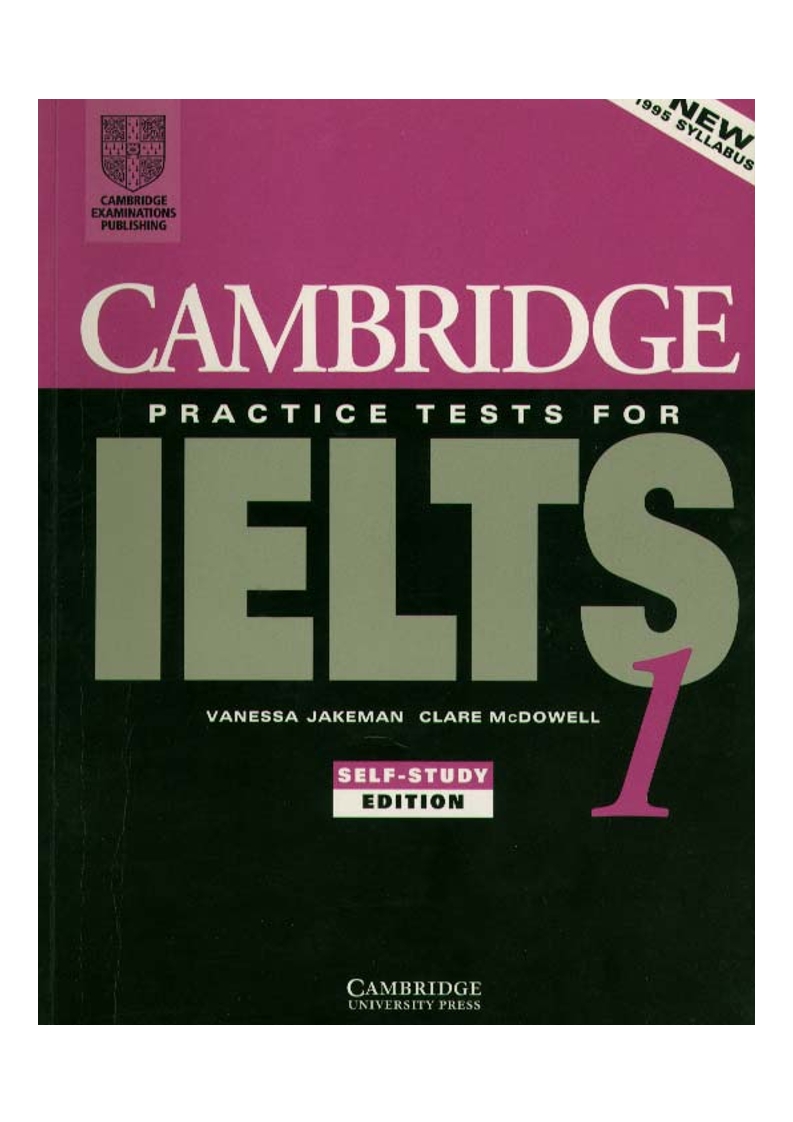 NEW
1995 SYLLABUS
CAMBRIDGE
EXAMINATIONS
PUBLISHING
CAMBRIDGE
PRACTICE TESTS FOR
IELTS
1
VANESSA JAKEMAN CLARE McDOWELL
SELF-STUDY
EDITION
CAMBRIDGE
UNIVERSITY PRESS